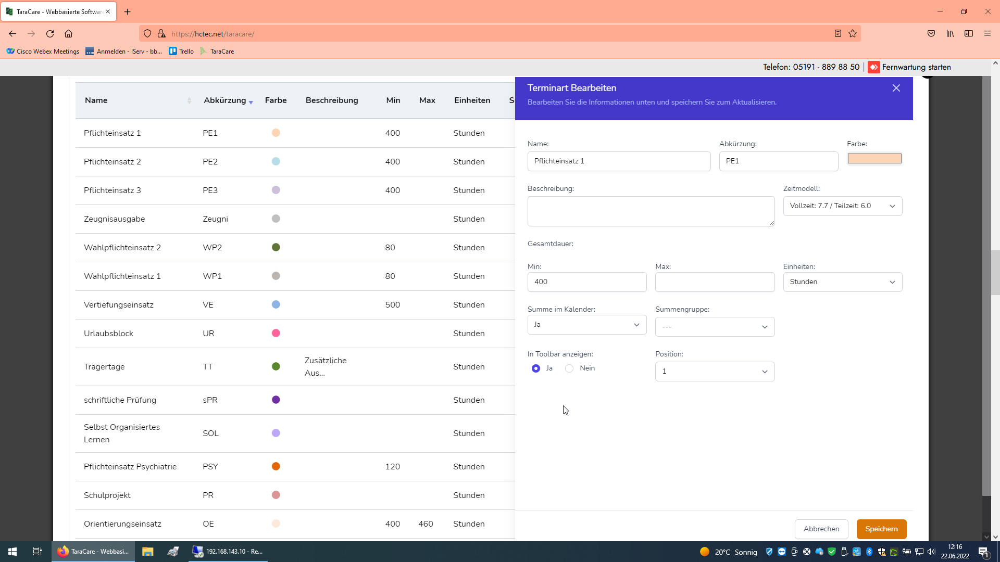 TaraCare - Webbasierte Software
https://hctec.net/taracare/
Cisco Webex Meetings
Anmelden - IServ - bb...
Trello
TaraCare
Telefon: 05191 - 889 88 50 | Fernwartung starten
Name Abkürzung Farbe Beschreibung Min Max Einheiten S
Pflichteinsatz 1 PE1 400 Stunden
Pflichteinsatz 2 PE2 400 Stunden
Pflichteinsatz 3 PE3 400 Stunden
Zeugnisausgabe Zeugni Stunden
Wahlpflichteinsatz 2 WP2 80 Stunden
Wahlpflichteinsatz 1 WP1 80 Stunden
Vertiefungseinsatz VE 500 Stunden
Urlaubsblock UR Stunden
Trägertage TT Zusätzliche Aus... Stunden
schriftliche Prüfung sPR Stunden
Selbst Organisiertes Lernen SOL Stunden
Pflichteinsatz Psychiatrie PSY 120 Stunden
Schulprojekt PR Stunden
Orientierungseinsatz OE 400 460 Stunden
Terminart Bearbeiten
Bearbeiten Sie die Informationen unten und speichern Sie zum Aktualisieren.
Name: Abkürzung: Farbe:
Pflichteinsatz 1 PE1
Beschreibung: Zeitmodell:
Vollzeit: 7.7 / Teilzeit: 6.0
Gesamtdauer:
Min: Max: Einheiten:
400 Stunden
Summe im Kalender: Summengruppe:
Ja ---
In Toolbar anzeigen: Position:
Ja Nein 1
Abbrechen Speichern
TaraCare - Webbasi...
192.168.143.10 - Re...
20°C Sonnig
12:16
22.06.2022
1